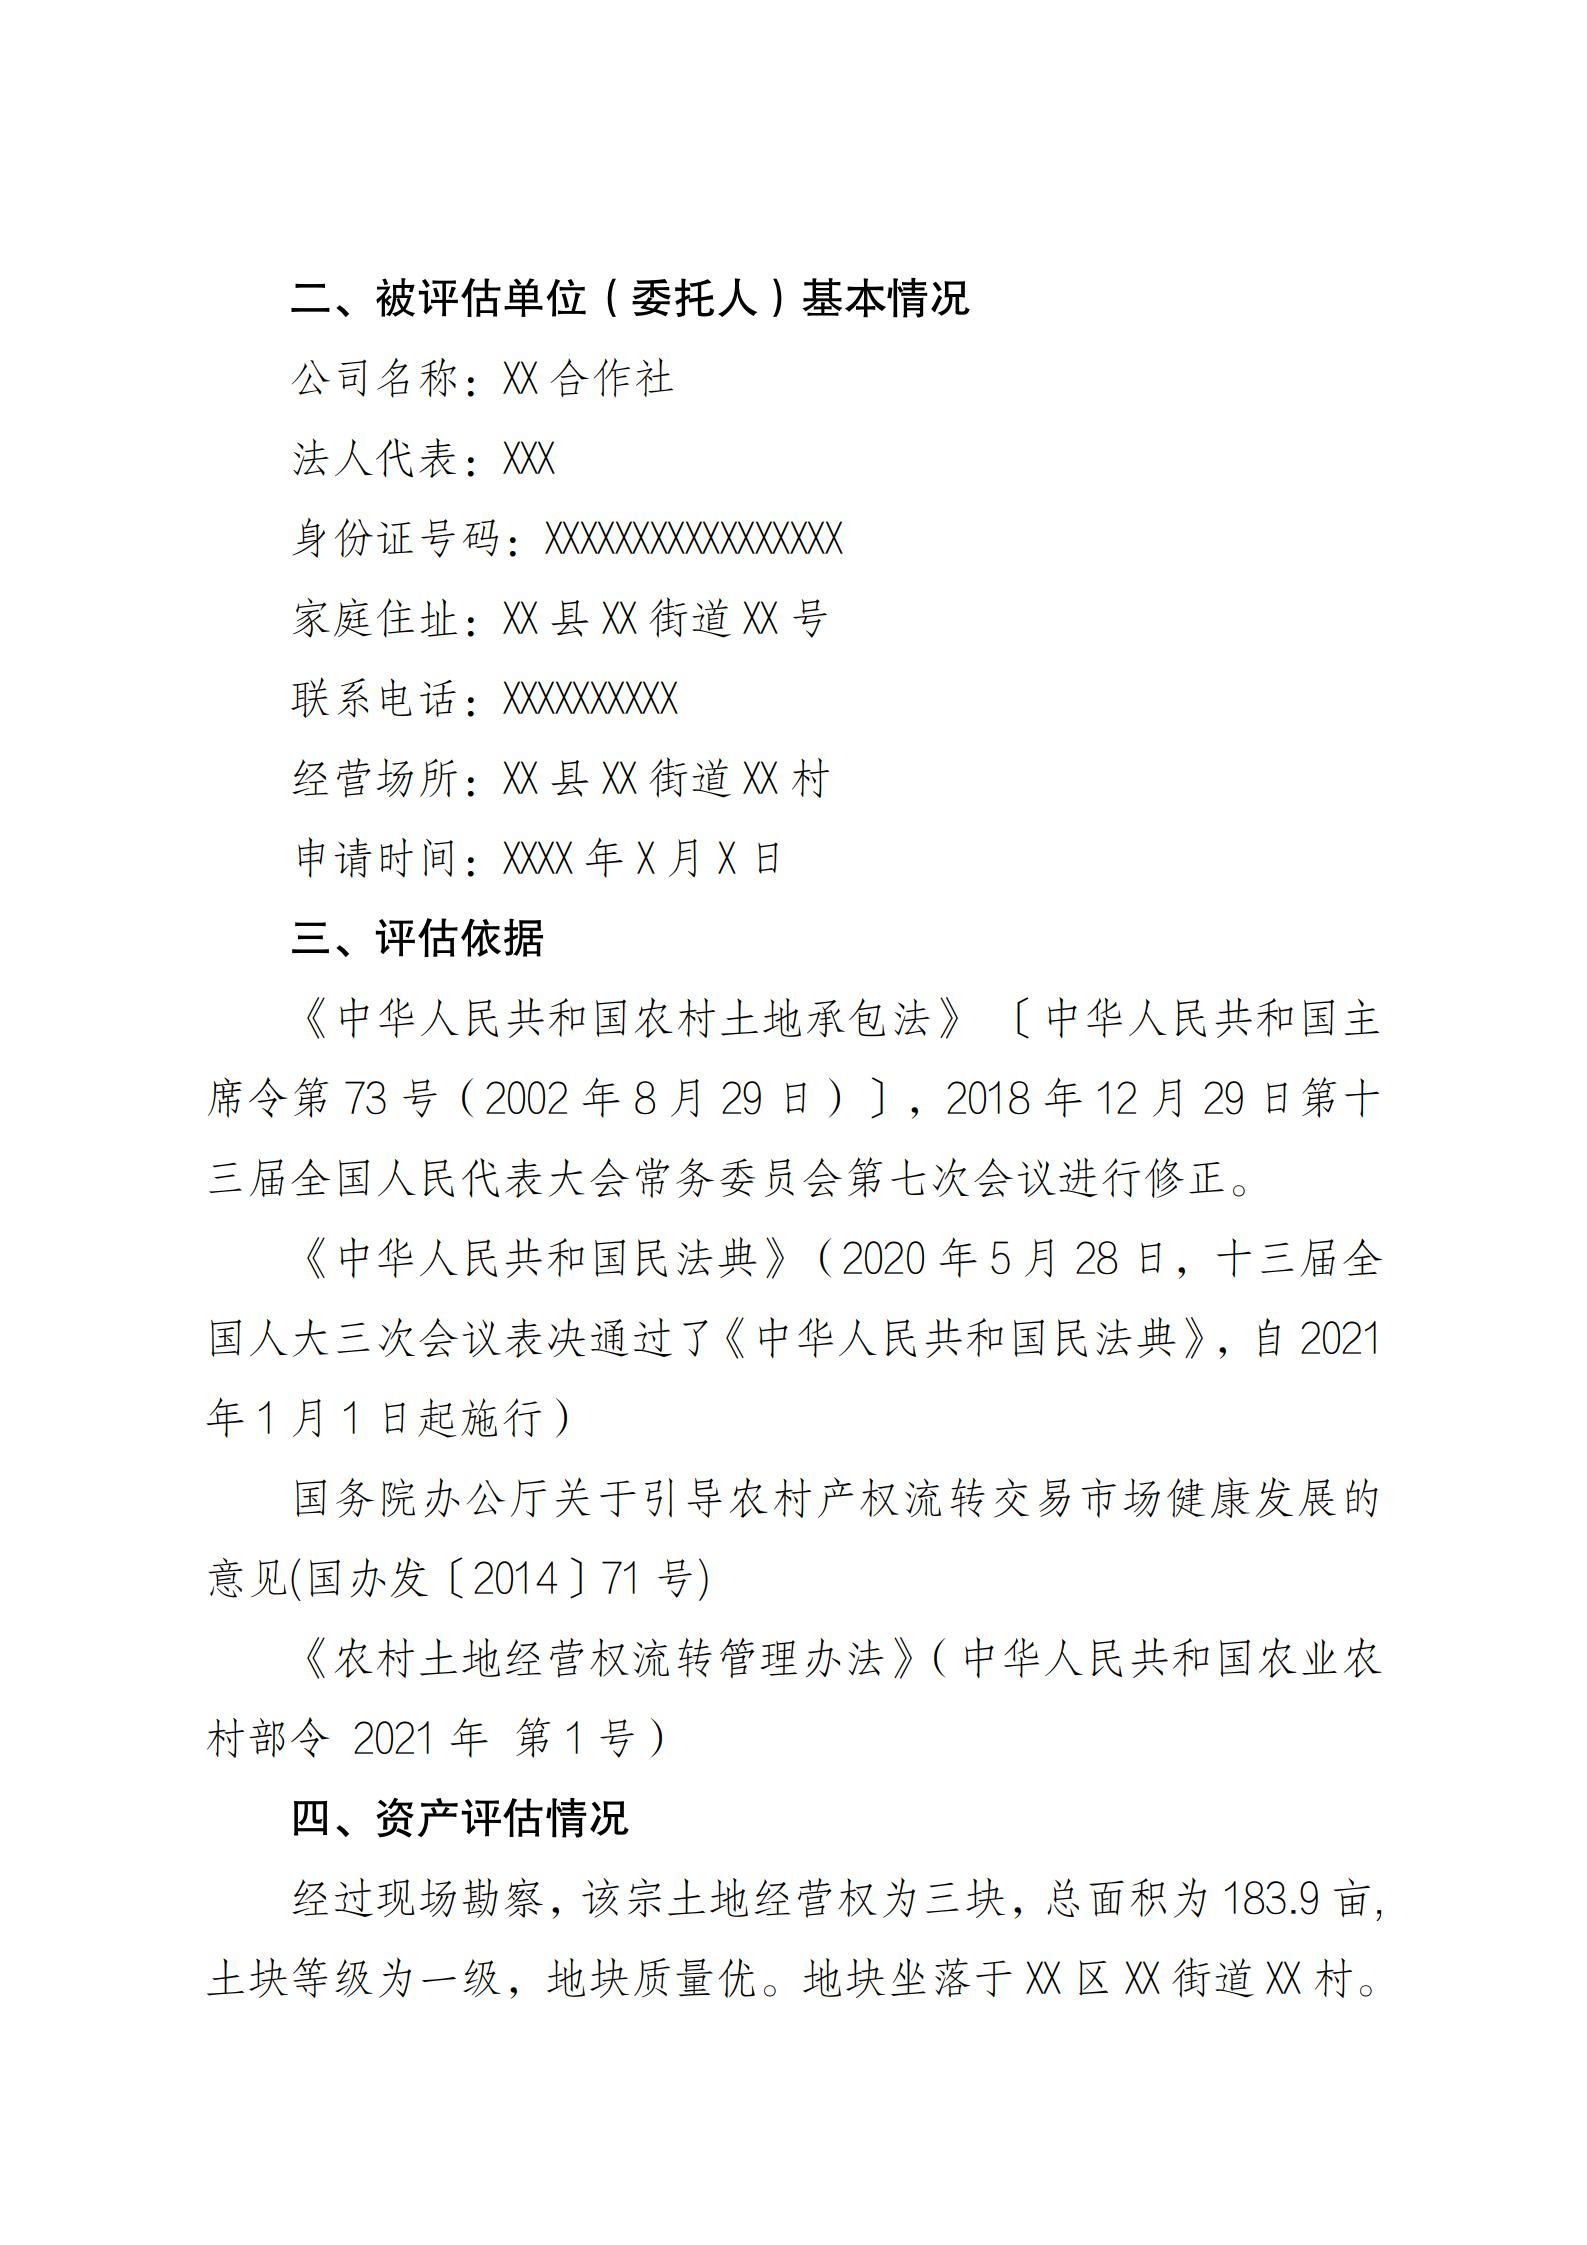 二、被评估单位（委托人）基本情况
公司名称：XX 合作社
法人代表：XXX
身份证号码：XXXXXXXXXXXXXXXXX
家庭住址：XX 县 XX 街道 XX 号
联系电话：XXXXXXXXXX
经营场所：XX 县 XX 街道 XX 村
申请时间：XXXX 年 X 月 X 日
三、评估依据
《中华人民共和国农村土地承包法》〔中华人民共和国主
席令第 73 号（2002 年 8 月 29 日）〕，2018 年 12 月 29 日第十
三届全国人民代表大会常务委员会第七次会议进行修正。
《中华人民共和国民法典》（2020 年 5 月 28 日，十三届全
国人大三次会议表决通过了《中华人民共和国民法典》，自 2021
年 1 月 1 日起施行）
国务院办公厅关于引导农村产权流转交易市场健康发展的
意见(国办发〔2014〕71 号)
《农村土地经营权流转管理办法》（中华人民共和国农业农
村部令 2021 年 第 1 号）
四、资产评估情况
经过现场勘察，该宗土地经营权为三块，总面积为 183.9 亩,
土块等级为一级，地块质量优。地块坐落于 XX 区 XX 街道 XX 村。